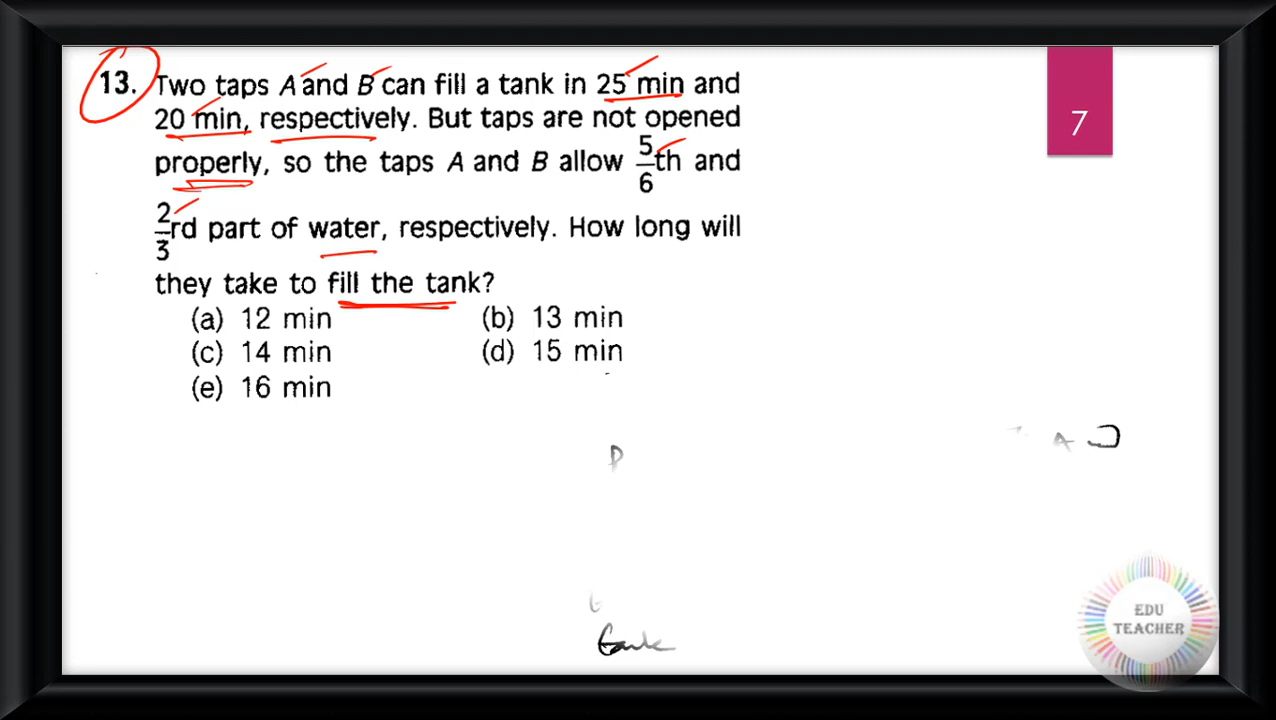 13. Two taps A and B can fill a tank in 25 min and
20 min, respectively. But taps are not opened
properly, so the taps A and B allow 5/6th and
2/3rd part of water, respectively. How long will
they take to fill the tank?
(a) 12 min (b) 13 min
(c) 14 min (d) 15 min
(e) 16 min
7
EDU
TEACHER